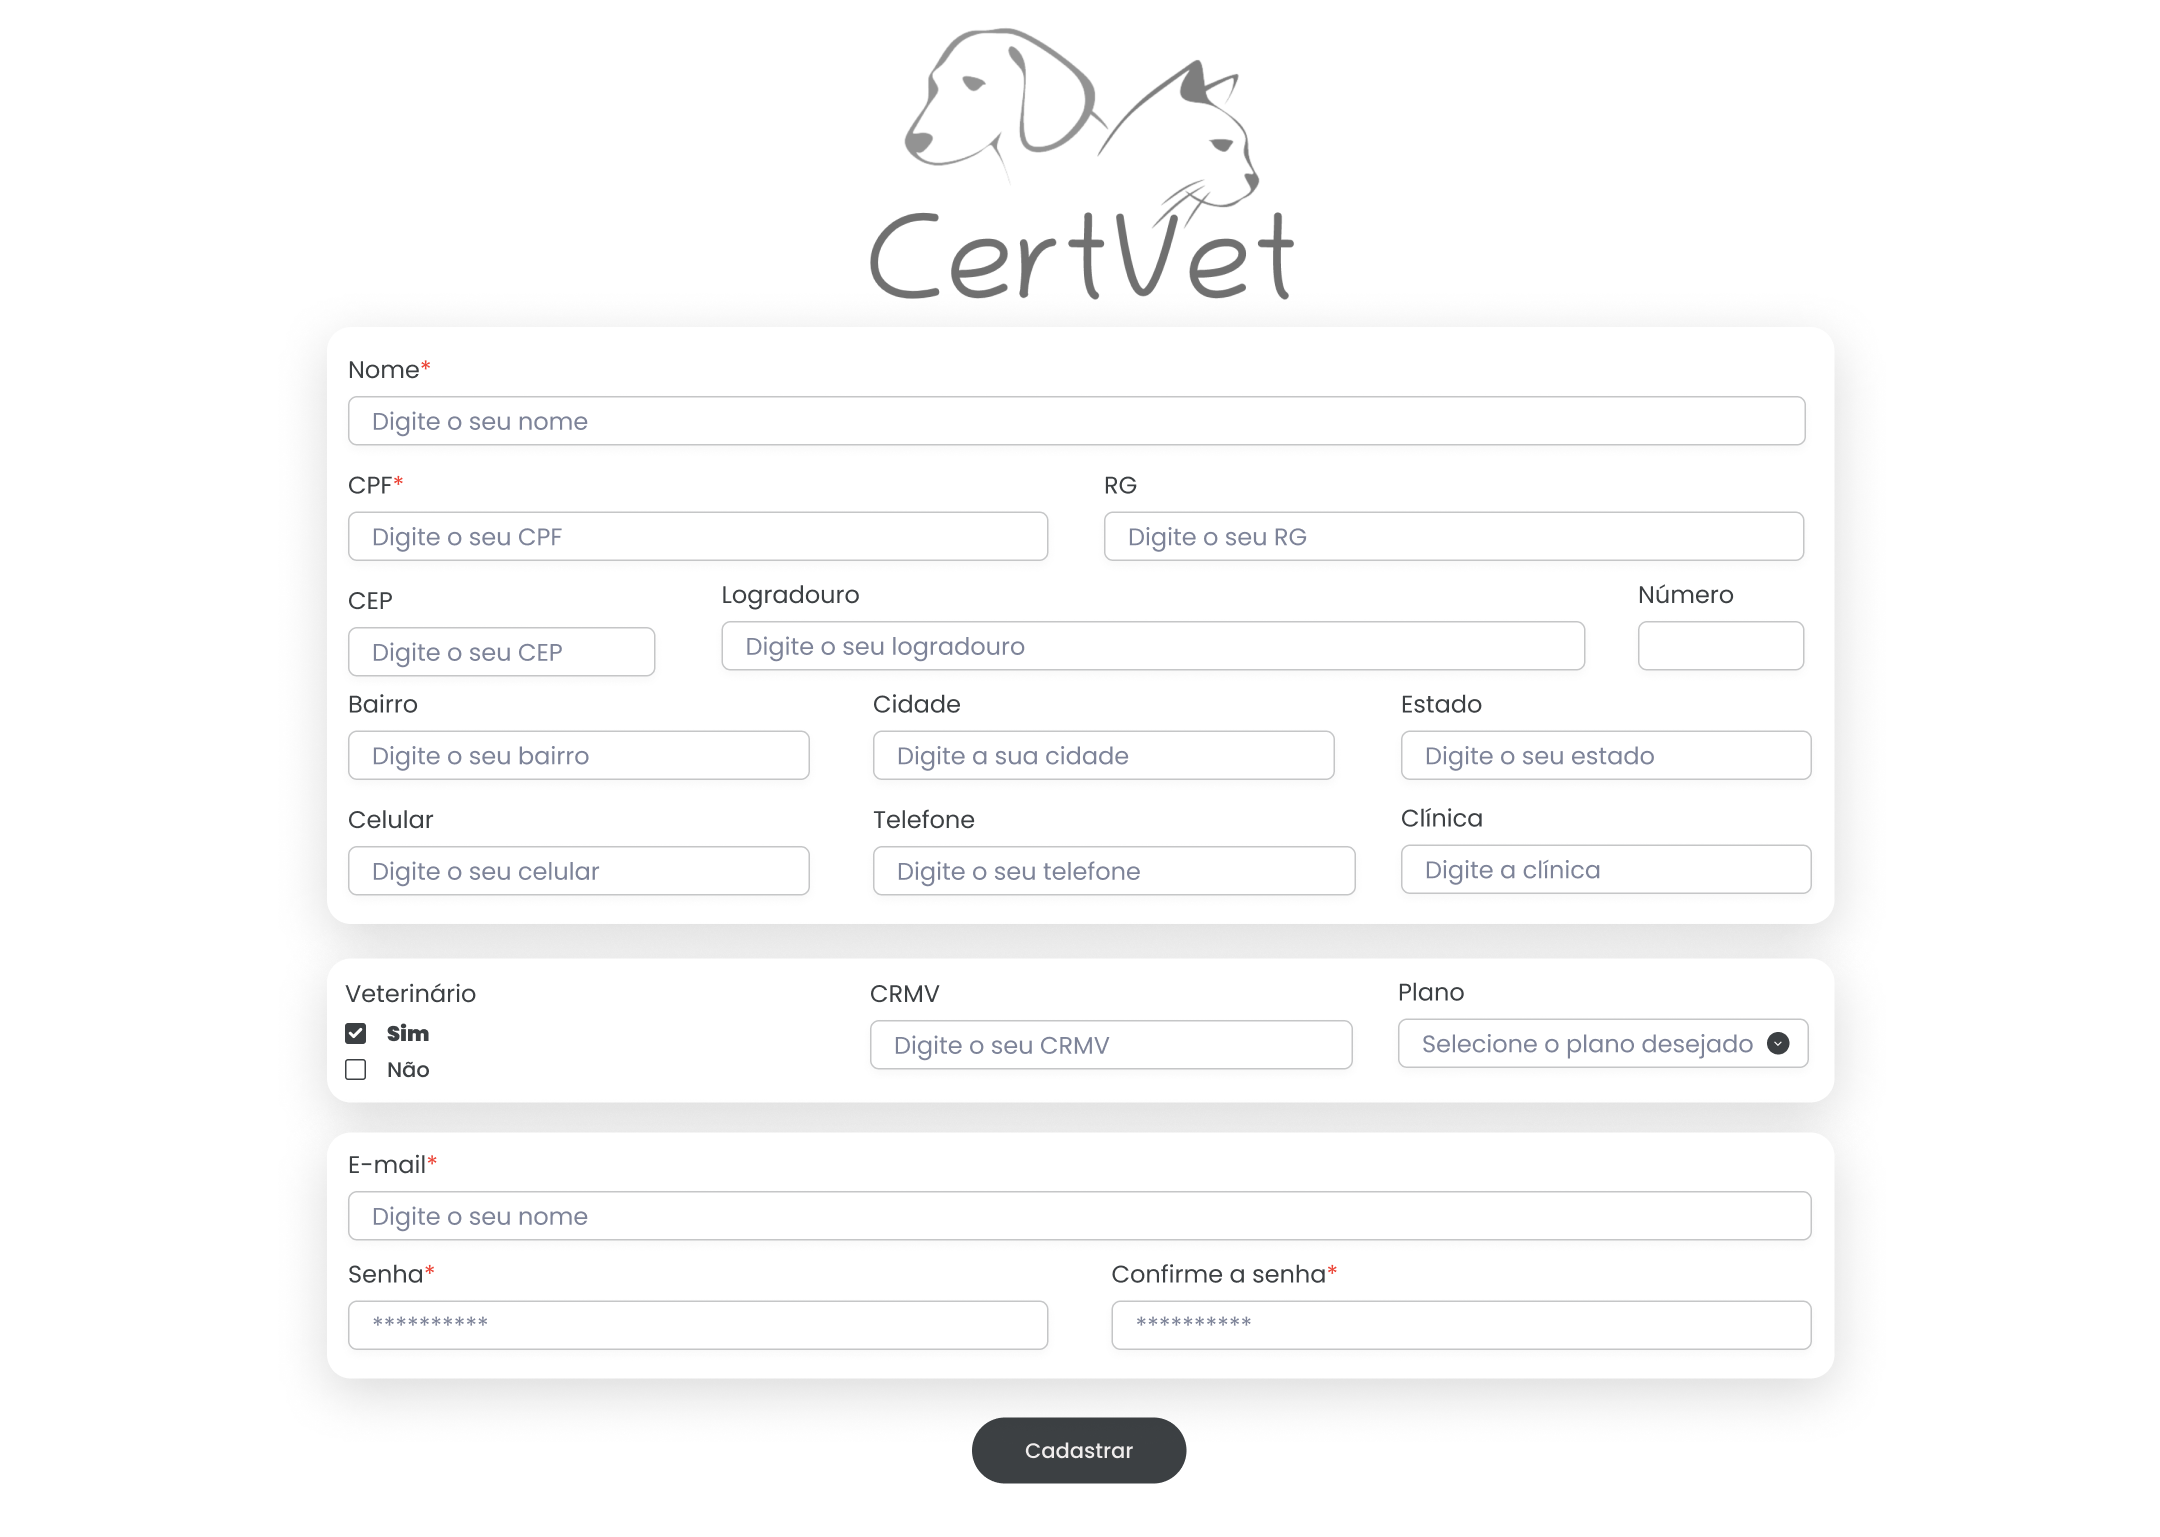 CertVet
Nome*
Digite o seu nome
CPF* RG
Digite o seu CPF Digite o seu RG
CEP Logradouro Número
Digite o seu CEP Digite o seu logradouro
Bairro Cidade Estado
Digite o seu bairro Digite a sua cidade Digite o seu estado
Celular Telefone Clínica
Digite o seu celular Digite o seu telefone Digite a clínica
Veterinário CRMV Plano
Sim Digite o seu CRMV Selecione o plano desejado
Não
E-mail*
Digite o seu nome
Senha* Confirme a senha*
********** **********
Cadastrar